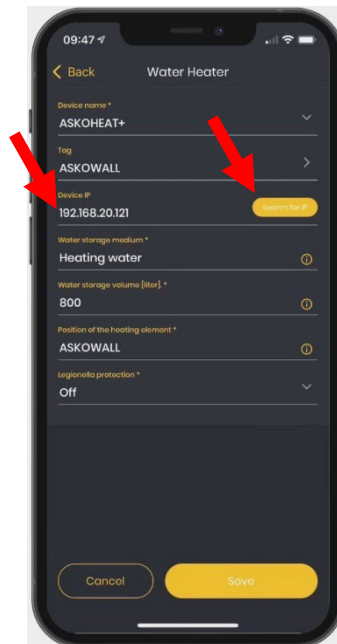 09:47
Back Water Heater
Device name *
ASKOHEAT+
Tag
ASKOWALL
Device IP
192.168.20.121 Search for IP
Water storage medium *
Heating water
Water storage volume [liter]. *
800
Position of the heating element *
ASKOWALL
Legionella protection *
Off
Cancel Save